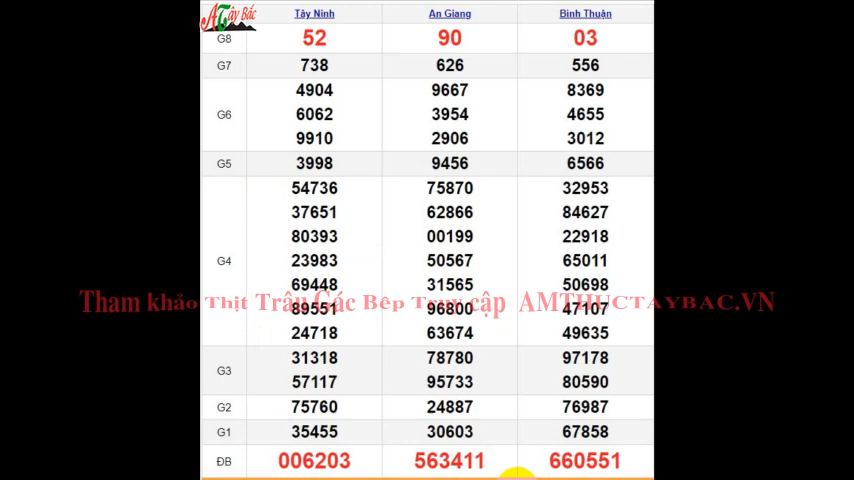 A Tây Bắc
Tây Ninh An Giang Bình Thuận
G8 52 90 03
G7 738 626 556
4904 9667 8369
G6 6062 3954 4655
9910 2906 3012
G5 3998 9456 6566
54736 75870 32953
37651 62866 84627
80393 00199 22918
G4 23983 50567 65011
69448 31565 50698
Tham khảo Thịt Trâu Gác Bếp Truy cập AMTHUCTAYBAC.VN
89551 96800 47107
24718 63674 49635
31318 78780 97178
G3
57117 95733 80590
G2 75760 24887 76987
G1 35455 30603 67858
ĐB 006203 563411 660551